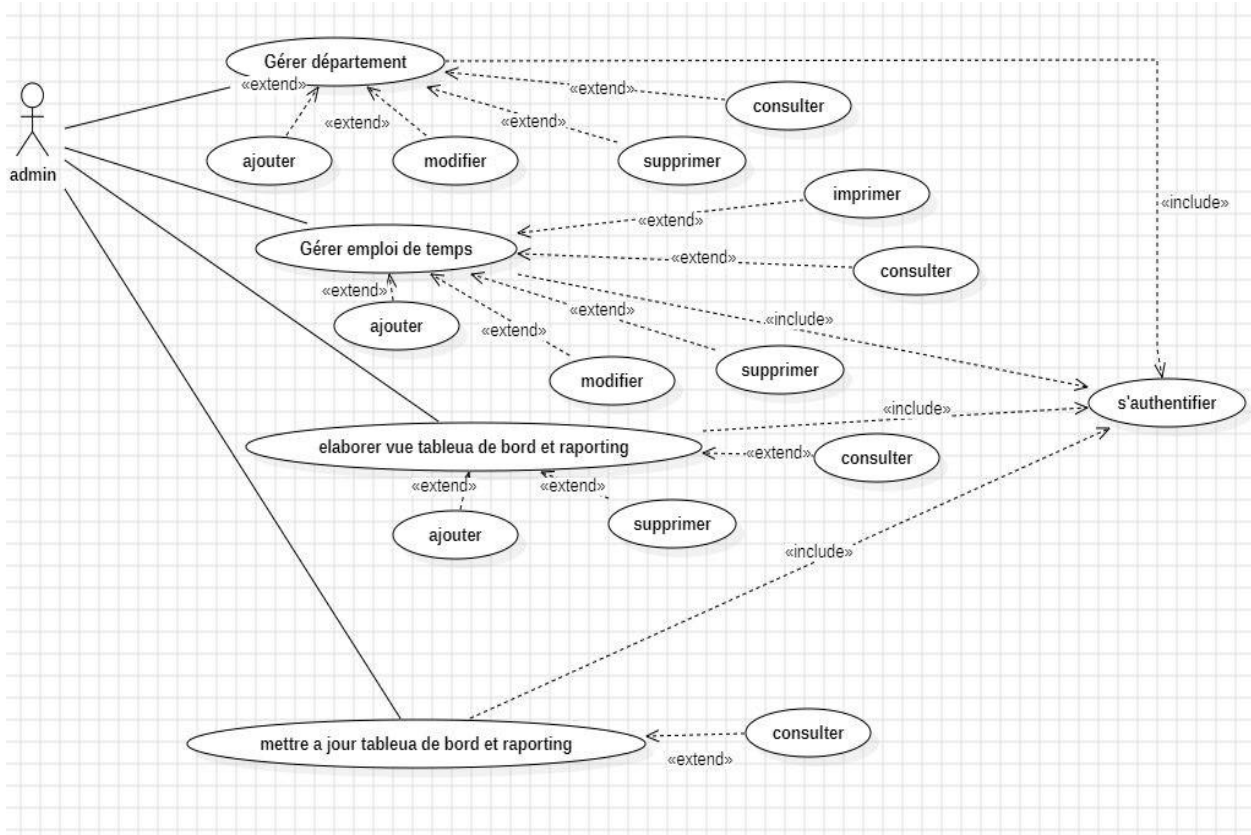 Gérer département
«extend»
«extend»
consulter
«extend»
«extend»
ajouter
modifier
supprimer
admin
imprimer
«include»
«extend»
Gérer emploi de temps
«extend»
consulter
«extend»
«extend»
«include»
ajouter
«extend»
supprimer
modifier
s'authentifier
«include»
elaborer vue tableua de bord et raporting
«extend»
consulter
«extend»
«extend»
ajouter
supprimer
«include»
mettre a jour tableua de bord et raporting
consulter
«extend»